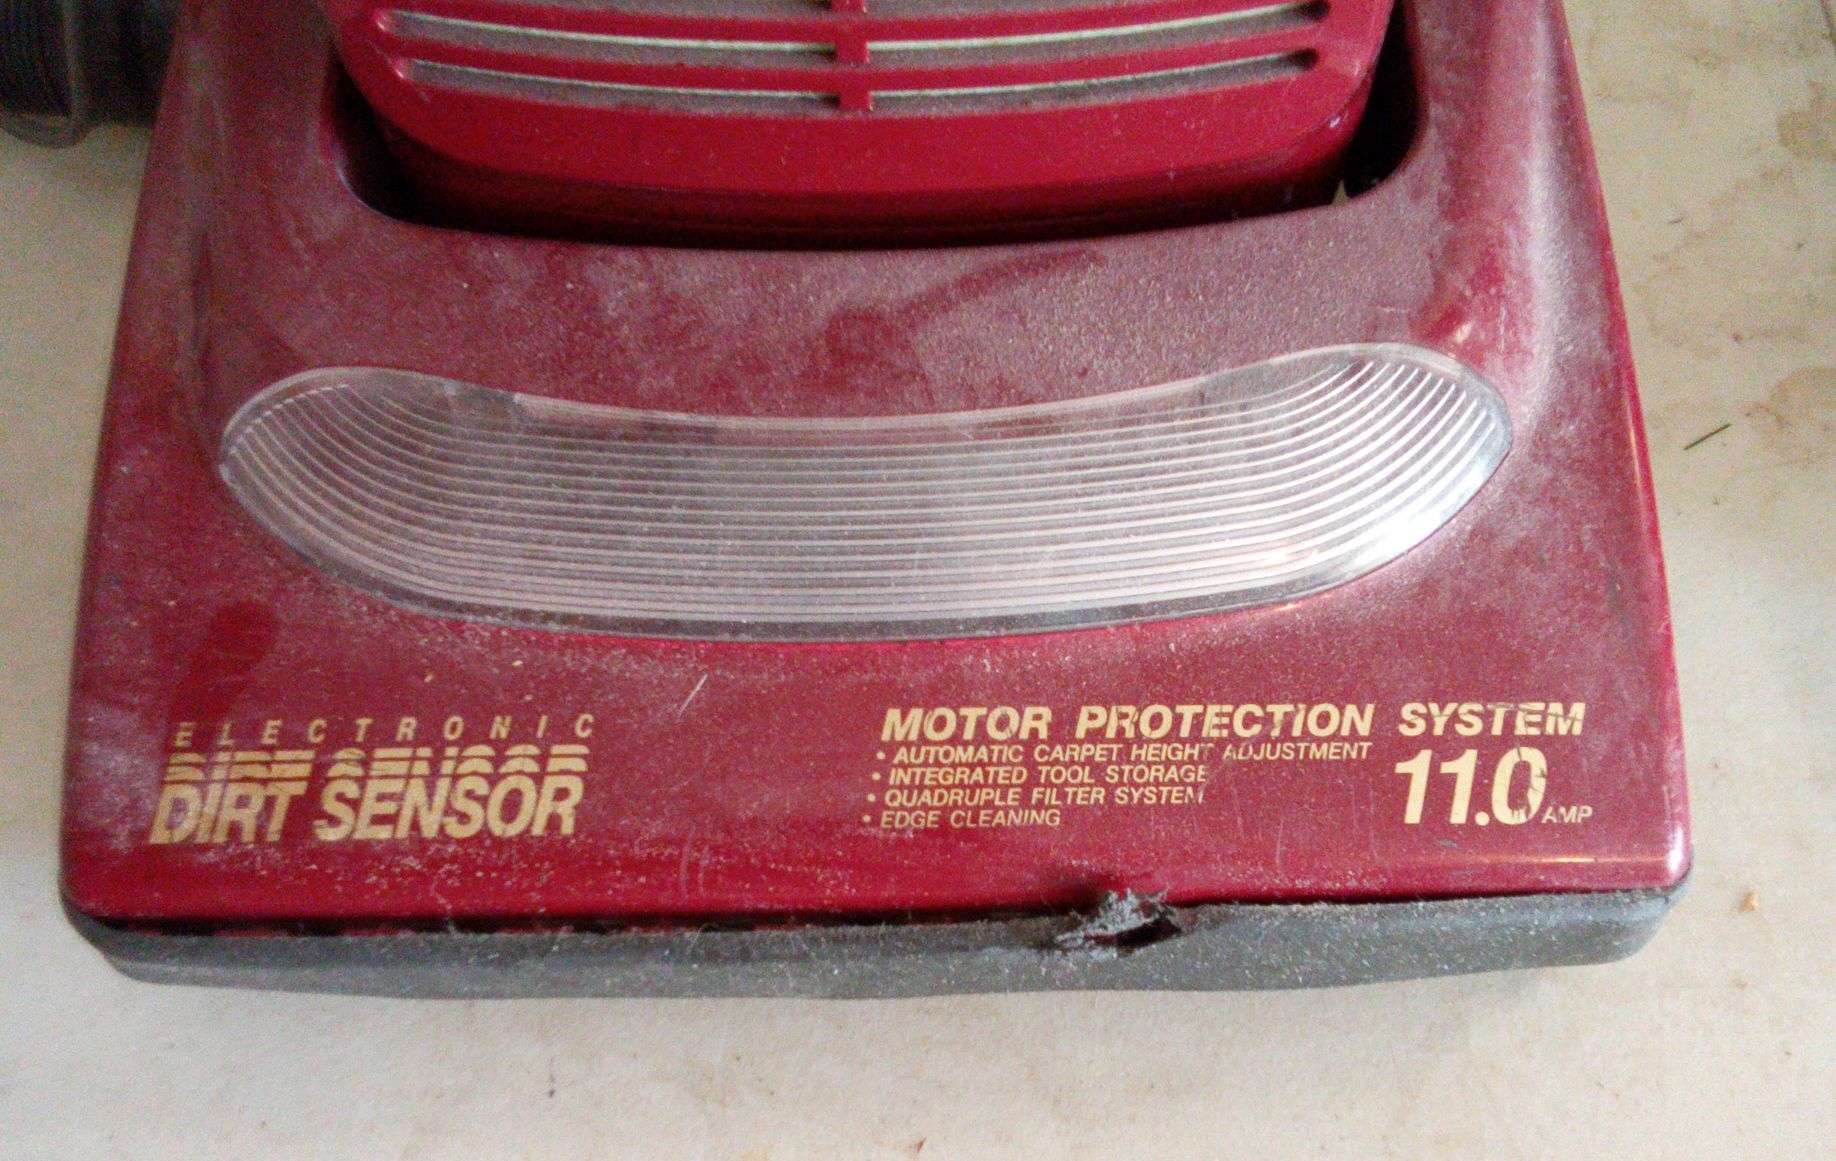 ELECTRONIC
DIRT SENSOR
MOTOR PROTECTION SYSTEM
• AUTOMATIC CARPET HEIGHT ADJUSTMENT
• INTEGRATED TOOL STORAGE
• QUADRUPLE FILTER SYSTEM
• EDGE CLEANING
11.0 AMP